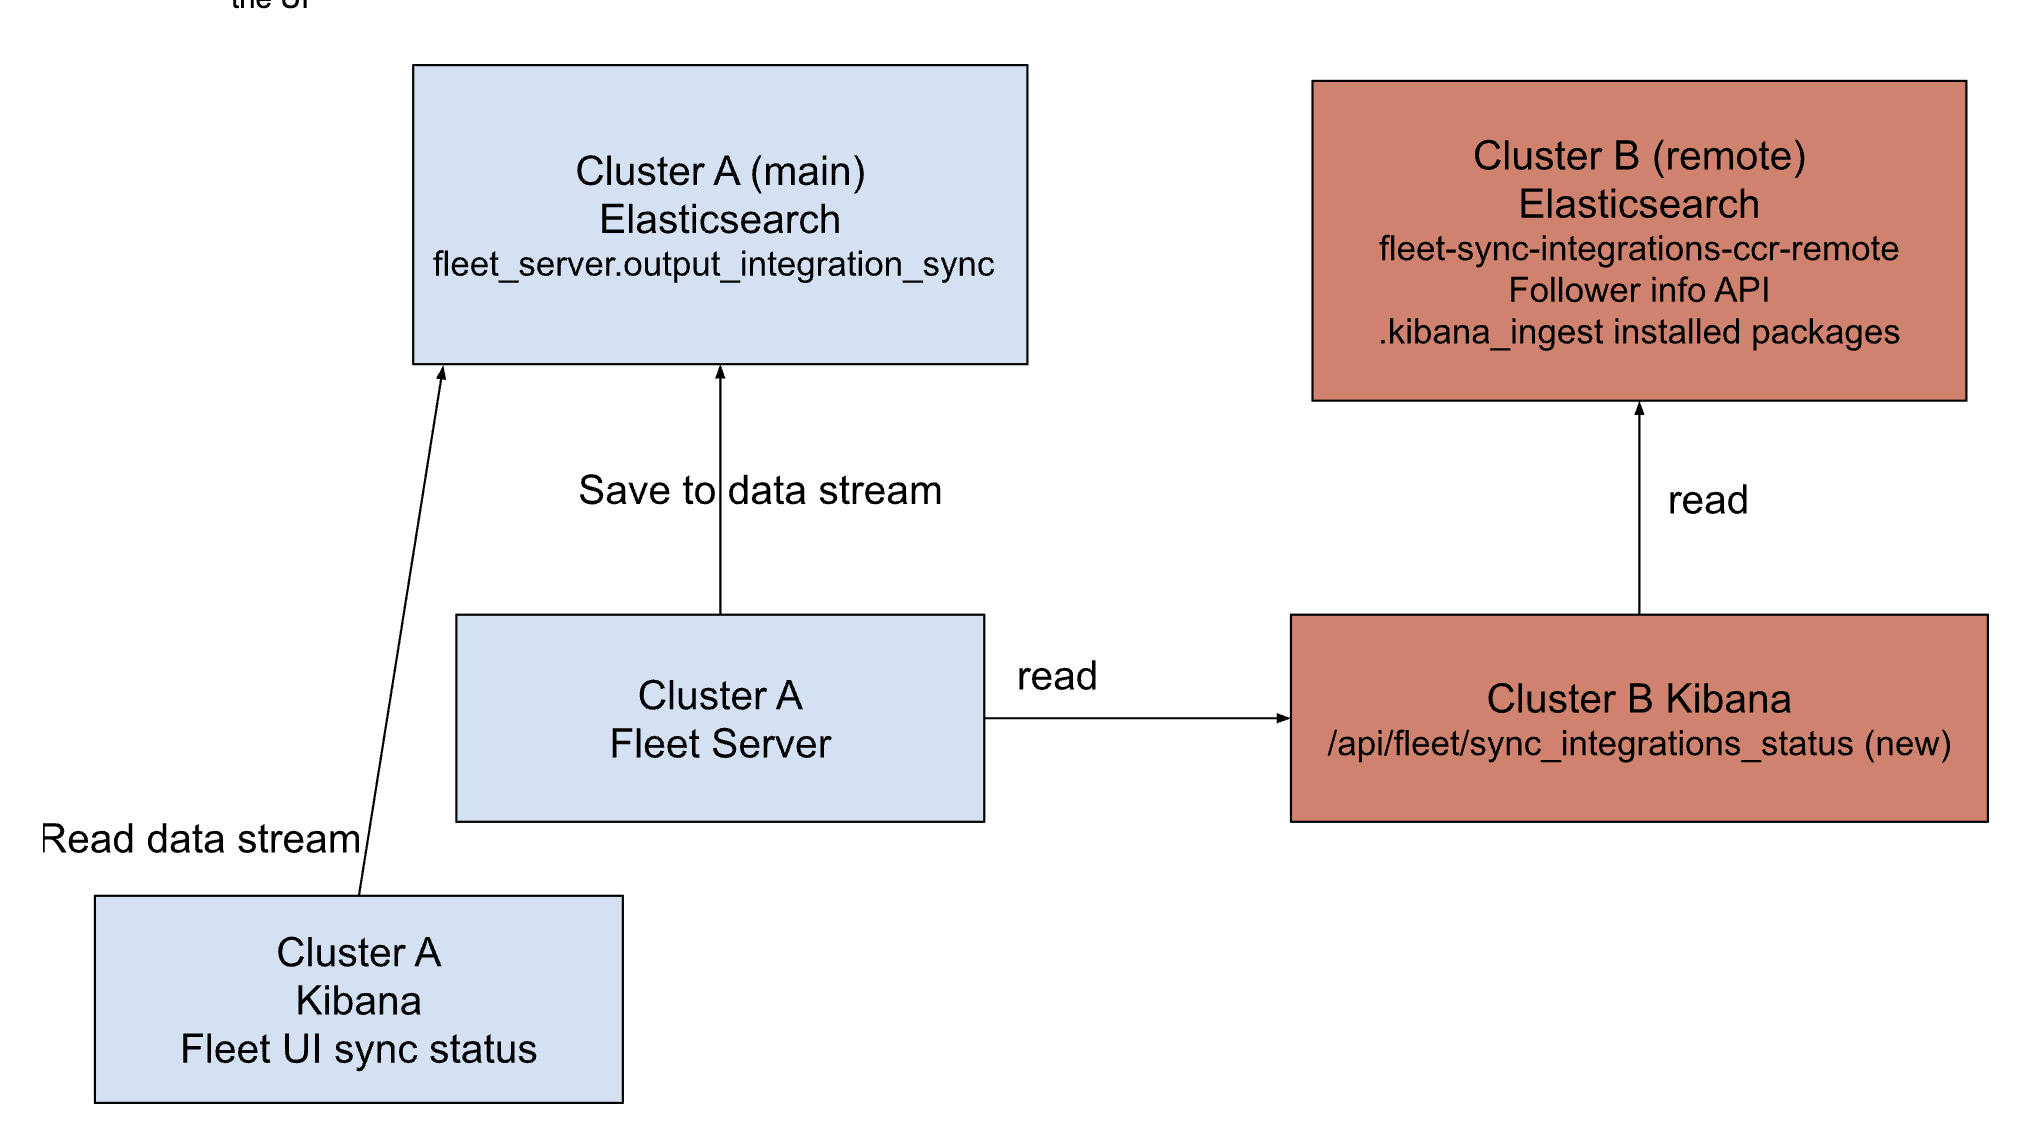 the UI
Cluster A (main)
Elasticsearch
fleet_server.output_integration_sync
Cluster B (remote)
Elasticsearch
fleet-sync-integrations-ccr-remote
Follower info API
.kibana_ingest installed packages
Save to data stream
read
Cluster A
Fleet Server
read
Cluster B Kibana
/api/fleet/sync_integrations_status (new)
Read data stream
Cluster A
Kibana
Fleet UI sync status